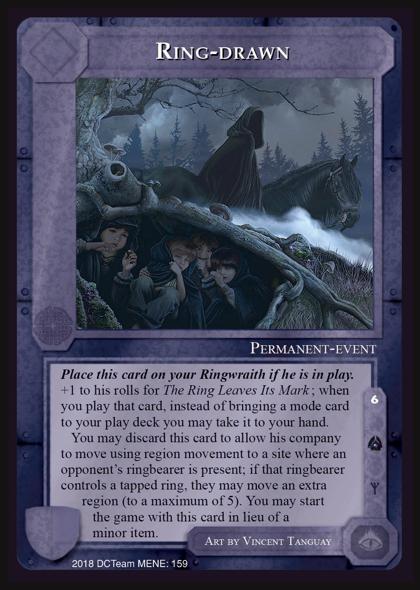 RING-DRAWN
PERMANENT-EVENT
Place this card on your Ringwraith if he is in play.
+1 to his rolls for The Ring Leaves Its Mark; when
you play that card, instead of bringing a mode card
to your play deck you may take it to your hand.
You may discard this card to allow his company
to move using region movement to a site where an
opponent's ringbearer is present; if that ringbearer
controls a tapped ring, they may move an extra
region (to a maximum of 5). You may start
the game with this card in lieu of a
minor item.
6
ART BY VINCENT TANGUAY
2018 DCTeam MENE: 159